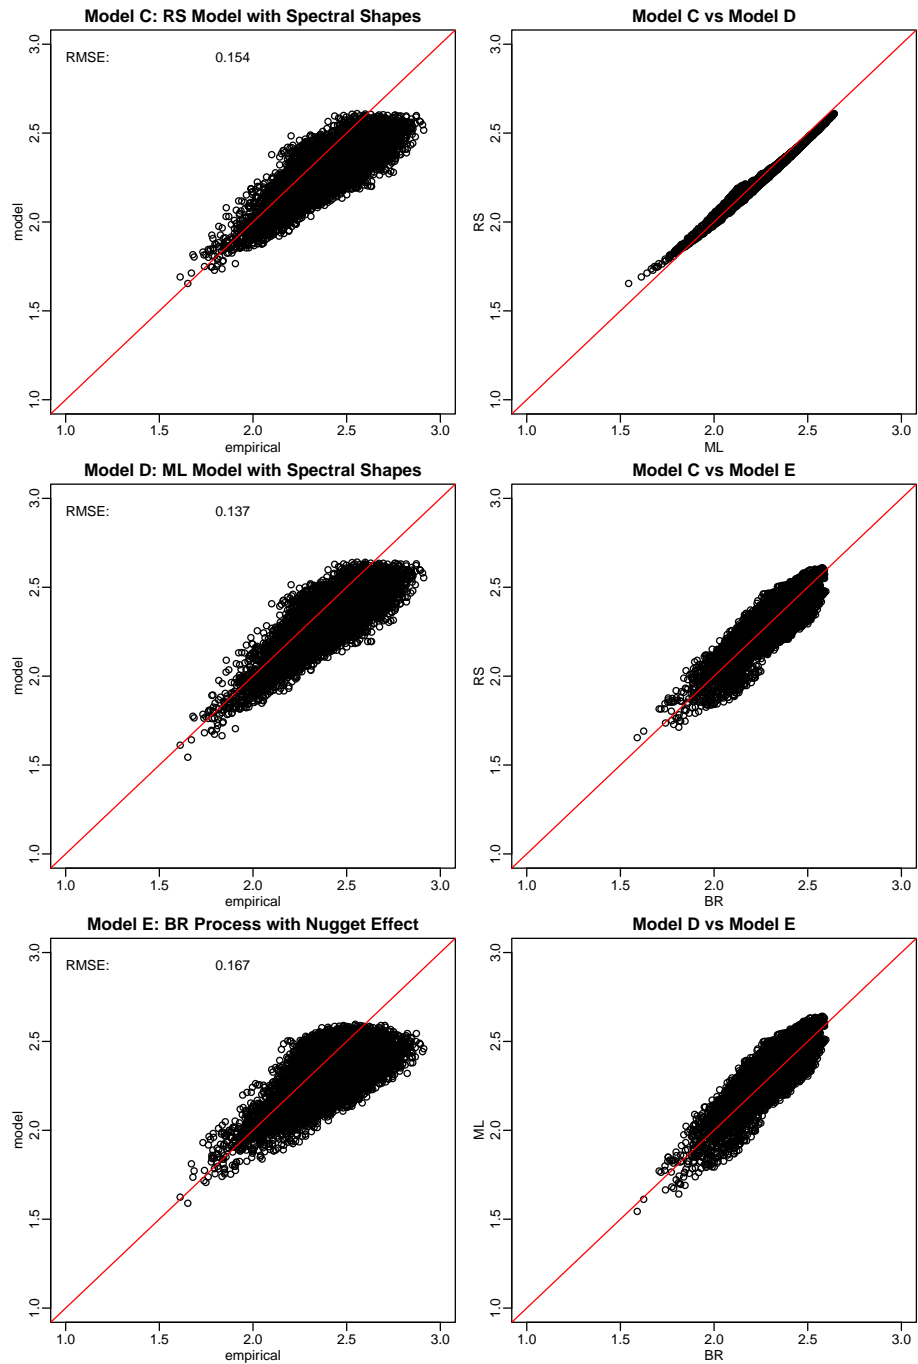 Model C: RS Model with Spectral Shapes
RMSE: 0.154
3.0
2.5
2.0
1.5
1.0
model
1.0 1.5 2.0 2.5 3.0
empirical
Model C vs Model D
3.0
2.5
2.0
1.5
1.0
RS
1.0 1.5 2.0 2.5 3.0
ML
Model D: ML Model with Spectral Shapes
RMSE: 0.137
3.0
2.5
2.0
1.5
1.0
model
1.0 1.5 2.0 2.5 3.0
empirical
Model C vs Model E
3.0
2.5
2.0
1.5
1.0
RS
1.0 1.5 2.0 2.5 3.0
BR
Model E: BR Process with Nugget Effect
RMSE: 0.167
3.0
2.5
2.0
1.5
1.0
model
1.0 1.5 2.0 2.5 3.0
empirical
Model D vs Model E
3.0
2.5
2.0
1.5
1.0
ML
1.0 1.5 2.0 2.5 3.0
BR